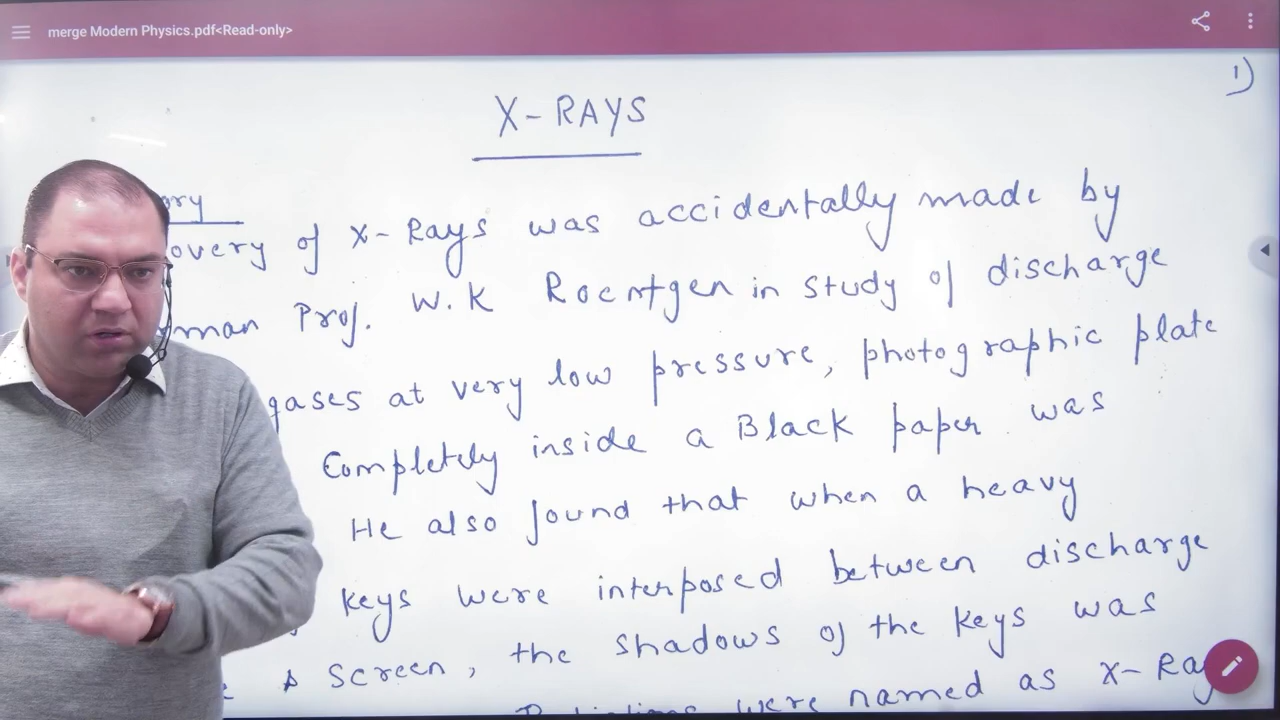 merge Modern Physics.pdf<Read-only>
1)
X-RAYS
ory
overy of X-Rays was accidentally made by
rman Prof. W.K Roentgen in study of discharge
gases at very low pressure, photographic plate
Completely inside a Black paper was
He also found that when a heavy
keys were interposed between discharge
& Screen, the shadows of the keys was
were named as X-Ray